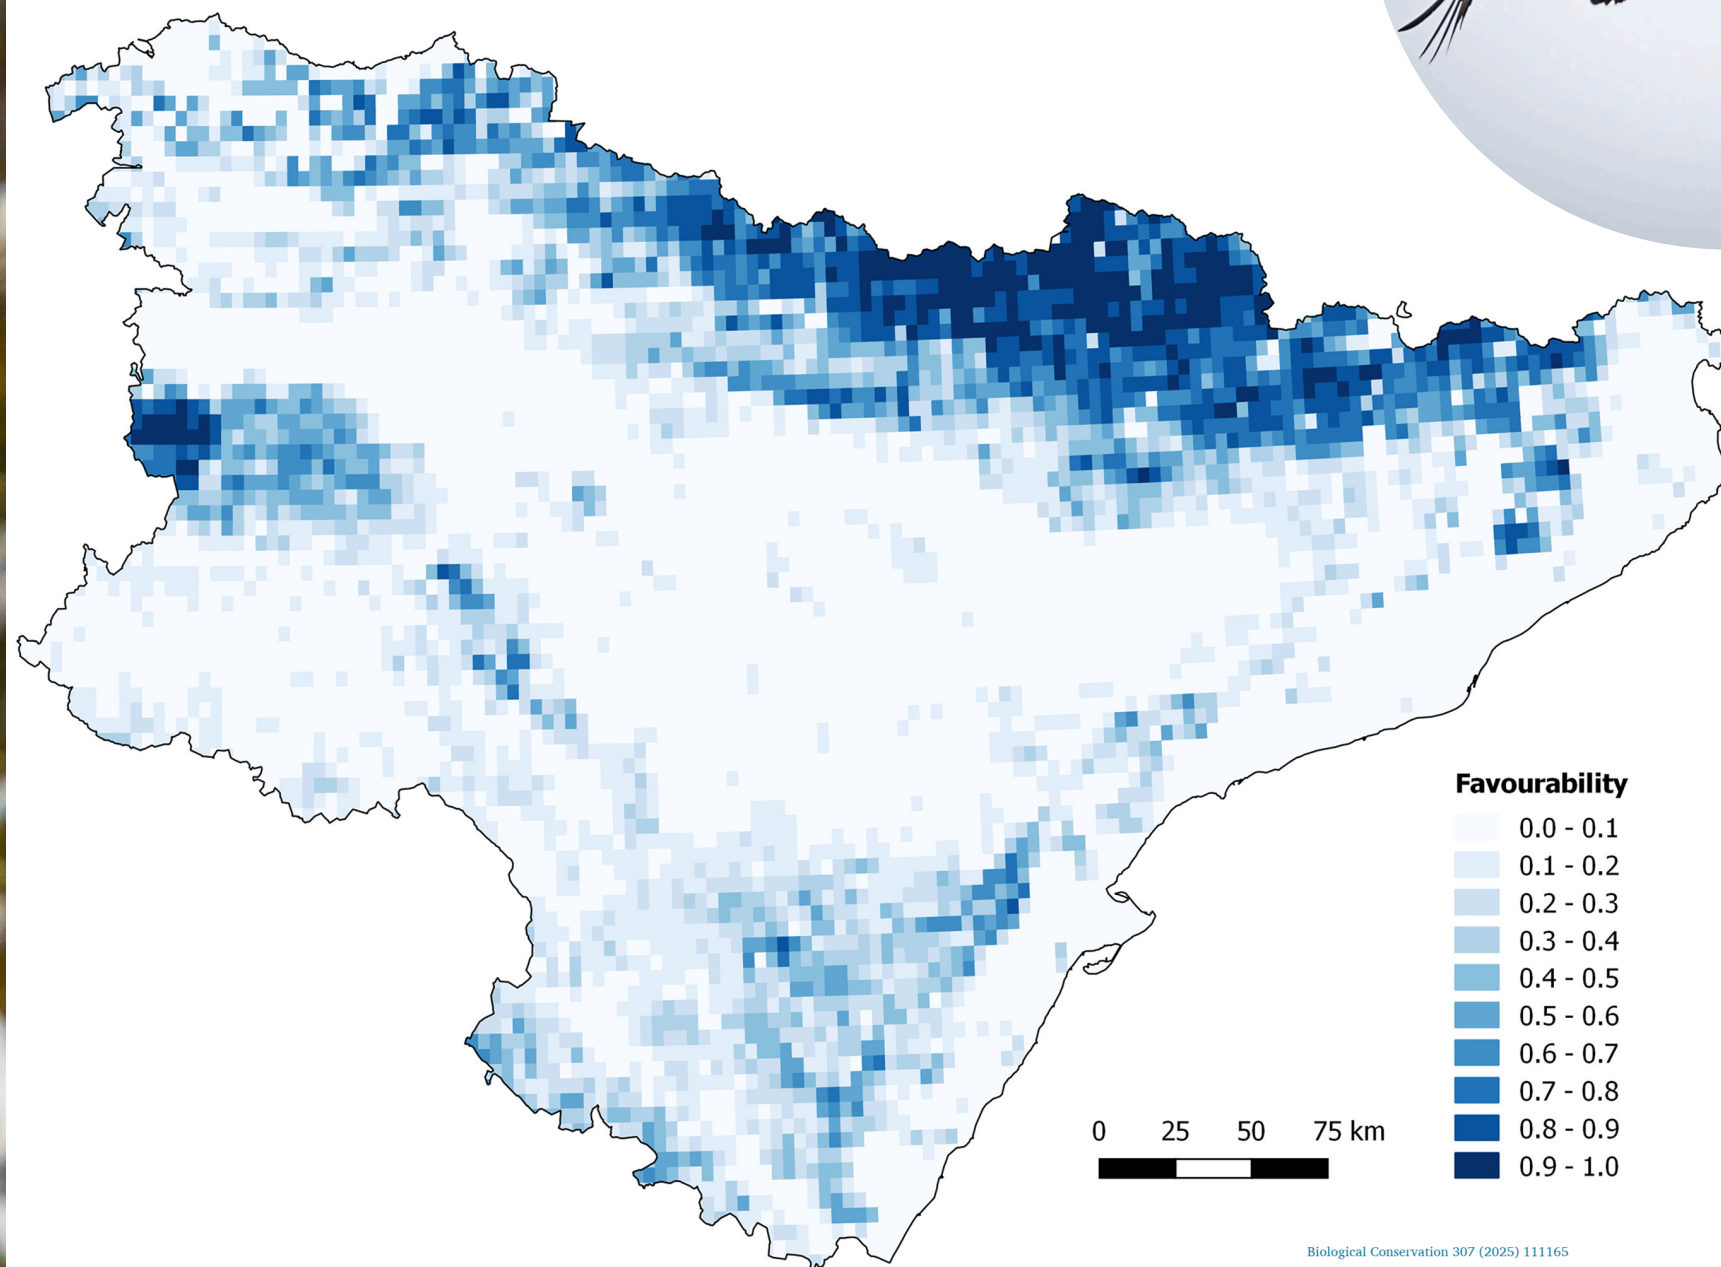 Favourability
0.0 - 0.1
0.1 - 0.2
0.2 - 0.3
0.3 - 0.4
0.4 - 0.5
0.5 - 0.6
0.6 - 0.7
0.7 - 0.8
0.8 - 0.9
0.9 - 1.0
0 25 50 75 km
Biological Conservation 307 (2025) 111165